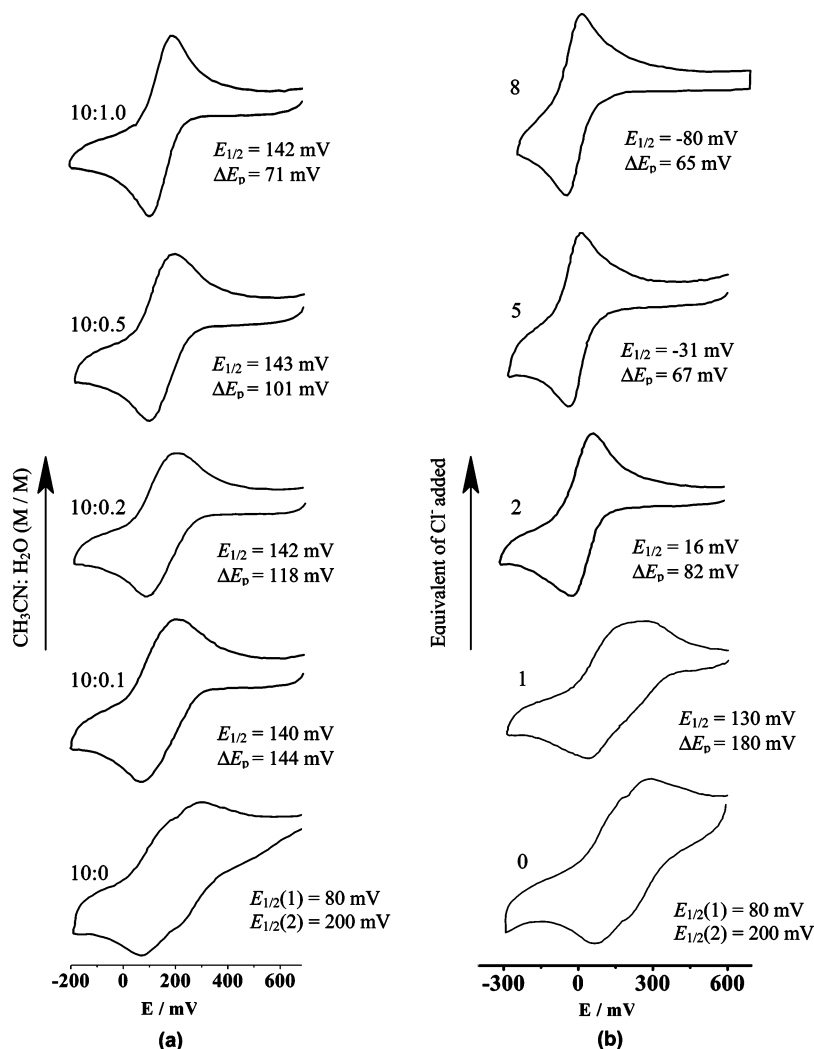 10:1.0
E1/2 = 142 mV
ΔEp = 71 mV
10:0.5
E1/2 = 143 mV
ΔEp = 101 mV
10:0.2
E1/2 = 142 mV
ΔEp = 118 mV
10:0.1
E1/2 = 140 mV
ΔEp = 144 mV
10:0
E1/2(1) = 80 mV
E1/2(2) = 200 mV
CH3CN: H2O (M / M)
-200 0 200 400 600
E / mV
(a)
8
E1/2 = -80 mV
ΔEp = 65 mV
5
E1/2 = -31 mV
ΔEp = 67 mV
2
E1/2 = 16 mV
ΔEp = 82 mV
1
E1/2 = 130 mV
ΔEp = 180 mV
0
E1/2(1) = 80 mV
E1/2(2) = 200 mV
Equivalent of Cl- added
-300 0 300 600
E / mV
(b)